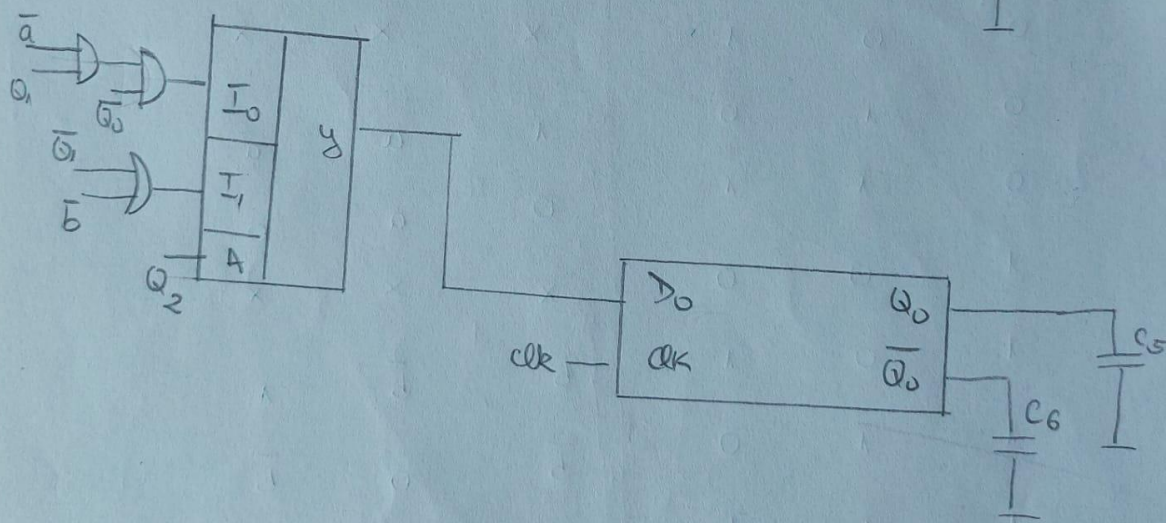 a̅
Q₁
Q̅₀
Q̅₁
b̅
Q₂
I₀
I₁
A
y
D₀
clk
clk
Q₀
Q̅₀
C5
C6